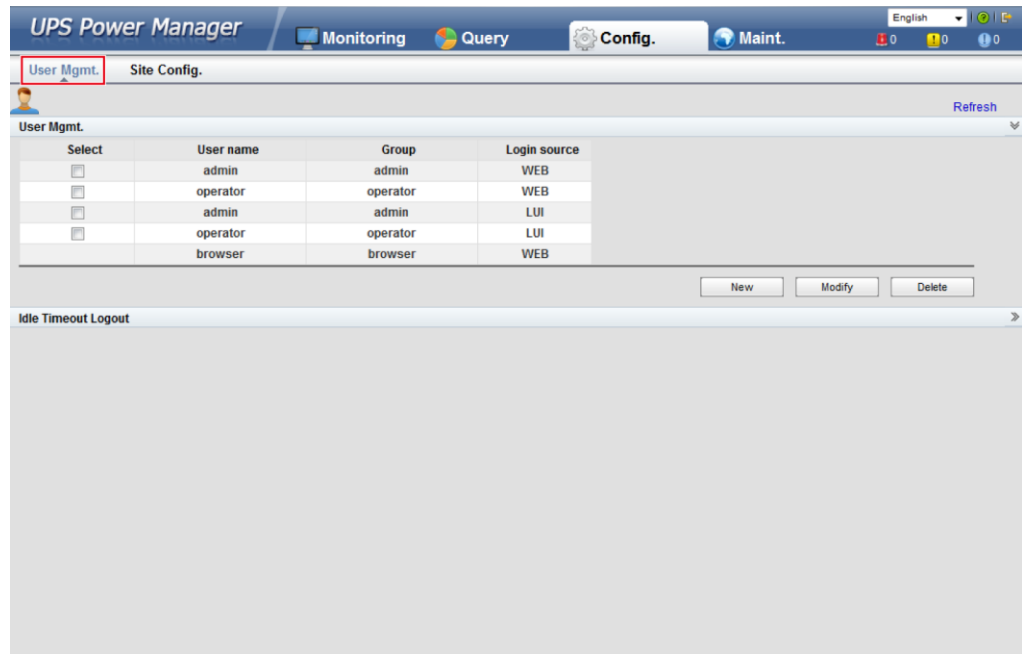 UPS Power Manager
Monitoring Query Config. Maint.
English
0 0 0
User Mgmt. Site Config.
Refresh
User Mgmt.
Select User name Group Login source
admin admin WEB
operator operator WEB
admin admin LUI
operator operator LUI
browser browser WEB
New Modify Delete
Idle Timeout Logout